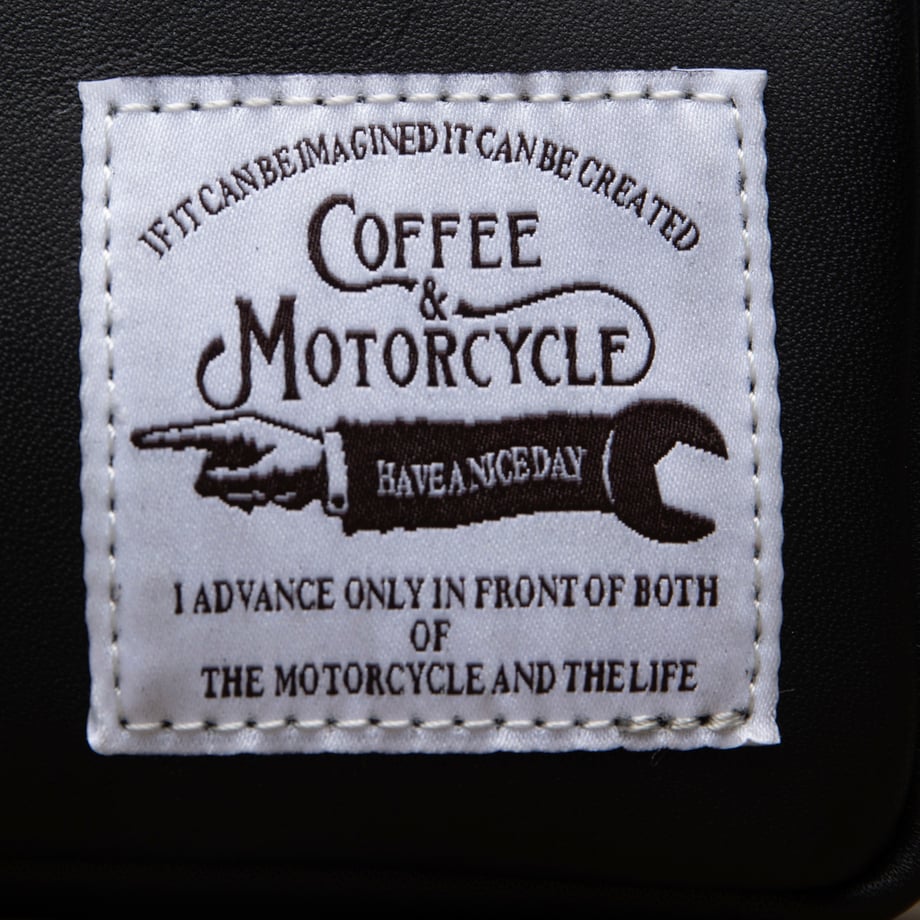 IF IT CAN BE IMAGINED IT CAN BE CREATED
COFFEE
&
MOTORCYCLE
HAVE A NICE DAY
I ADVANCE ONLY IN FRONT OF BOTH
OF
THE MOTORCYCLE AND THE LIFE